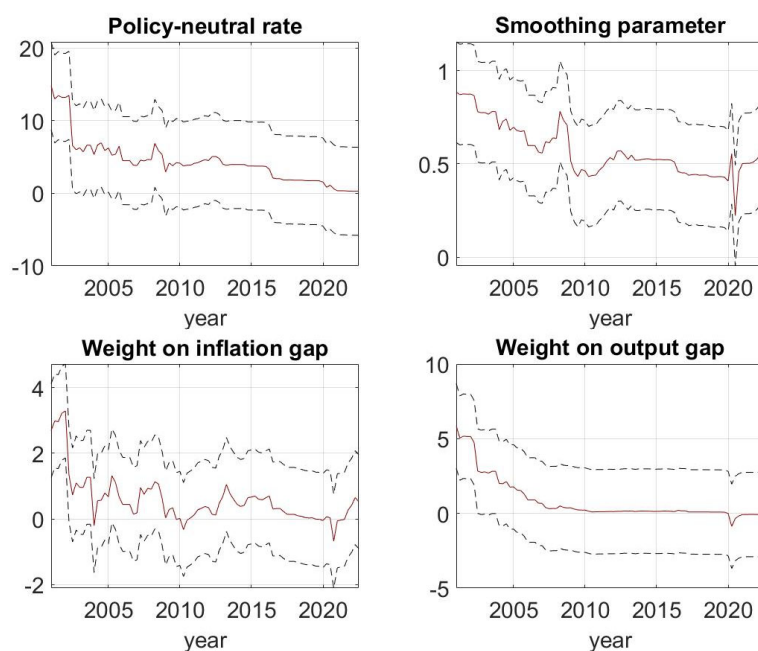 Policy-neutral rate
20
10
0
-10
2005 2010 2015 2020
year
Smoothing parameter
1
0.5
0
2005 2010 2015 2020
year
Weight on inflation gap
4
2
0
-2
2005 2010 2015 2020
year
Weight on output gap
10
5
0
-5
2005 2010 2015 2020
year